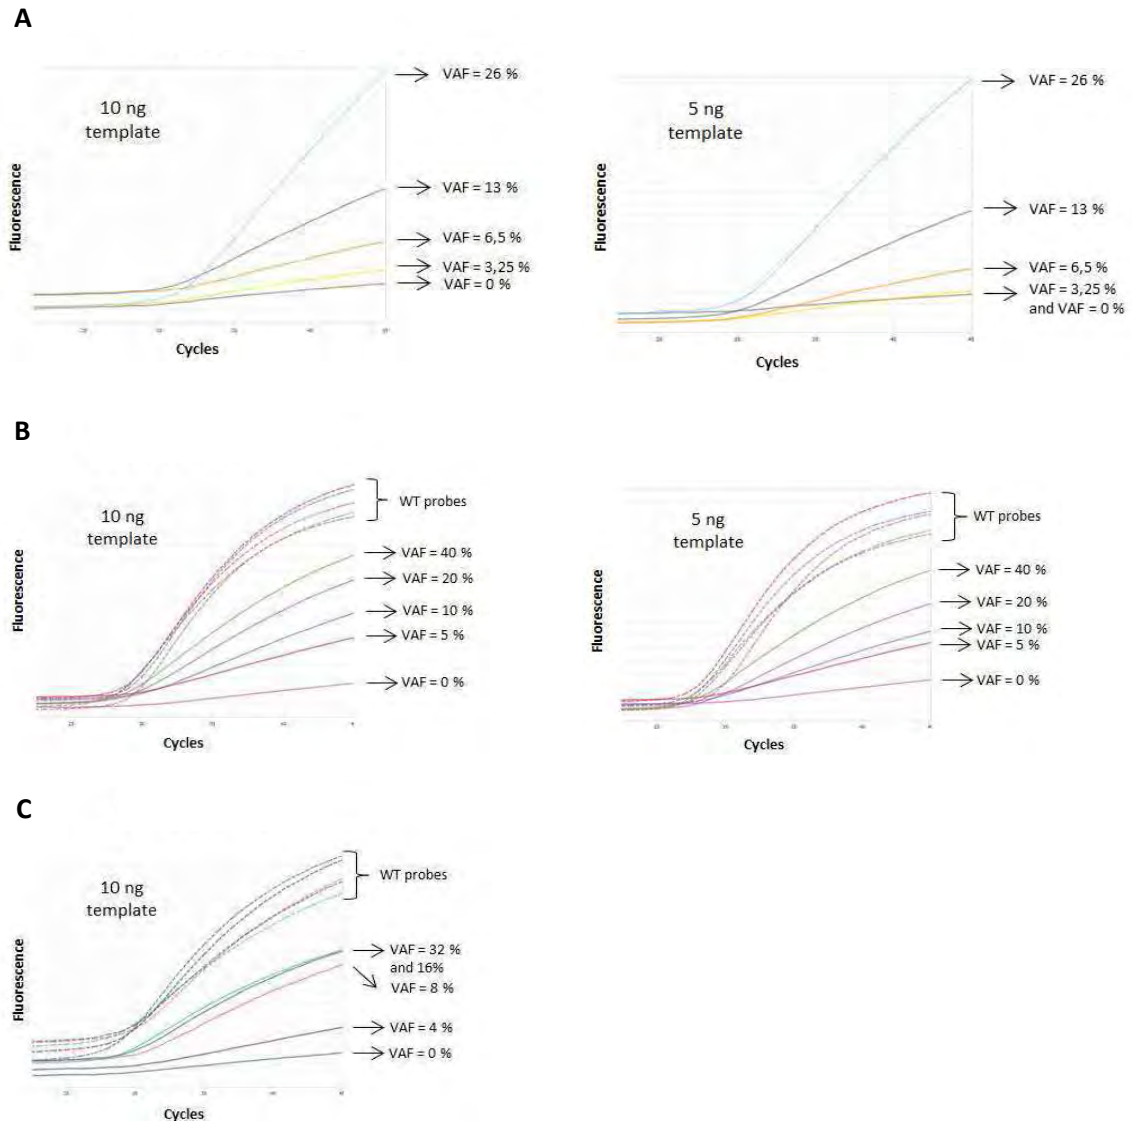 A
10 ng
template
Fluorescence
VAF = 26 %
VAF = 13 %
VAF = 6,5 %
VAF = 3,25 %
VAF = 0 %
Cycles
5 ng
template
Fluorescence
VAF = 26 %
VAF = 13 %
VAF = 6,5 %
VAF = 3,25 %
and VAF = 0 %
Cycles
B
10 ng
template
Fluorescence
WT probes
VAF = 40 %
VAF = 20 %
VAF = 10 %
VAF = 5 %
VAF = 0 %
Cycles
5 ng
template
Fluorescence
WT probes
VAF = 40 %
VAF = 20 %
VAF = 10 %
VAF = 5 %
VAF = 0 %
Cycles
C
10 ng
template
Fluorescence
WT probes
VAF = 32 %
and 16%
VAF = 8 %
VAF = 4 %
VAF = 0 %
Cycles